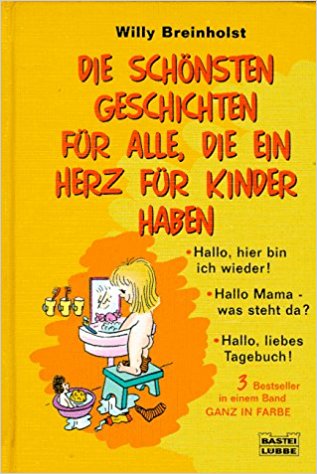 Willy Breinholst
DIE SCHÖNSTEN
GESCHICHTEN
FÜR ALLE, DIE EIN
HERZ FÜR KINDER
HABEN
• Hallo, hier bin
ich wieder!
• Hallo Mama -
was steht da?
• Hallo, liebes
Tagebuch!
3 Bestseller
in einem Band
GANZ IN FARBE
BASTEI
LÜBBE